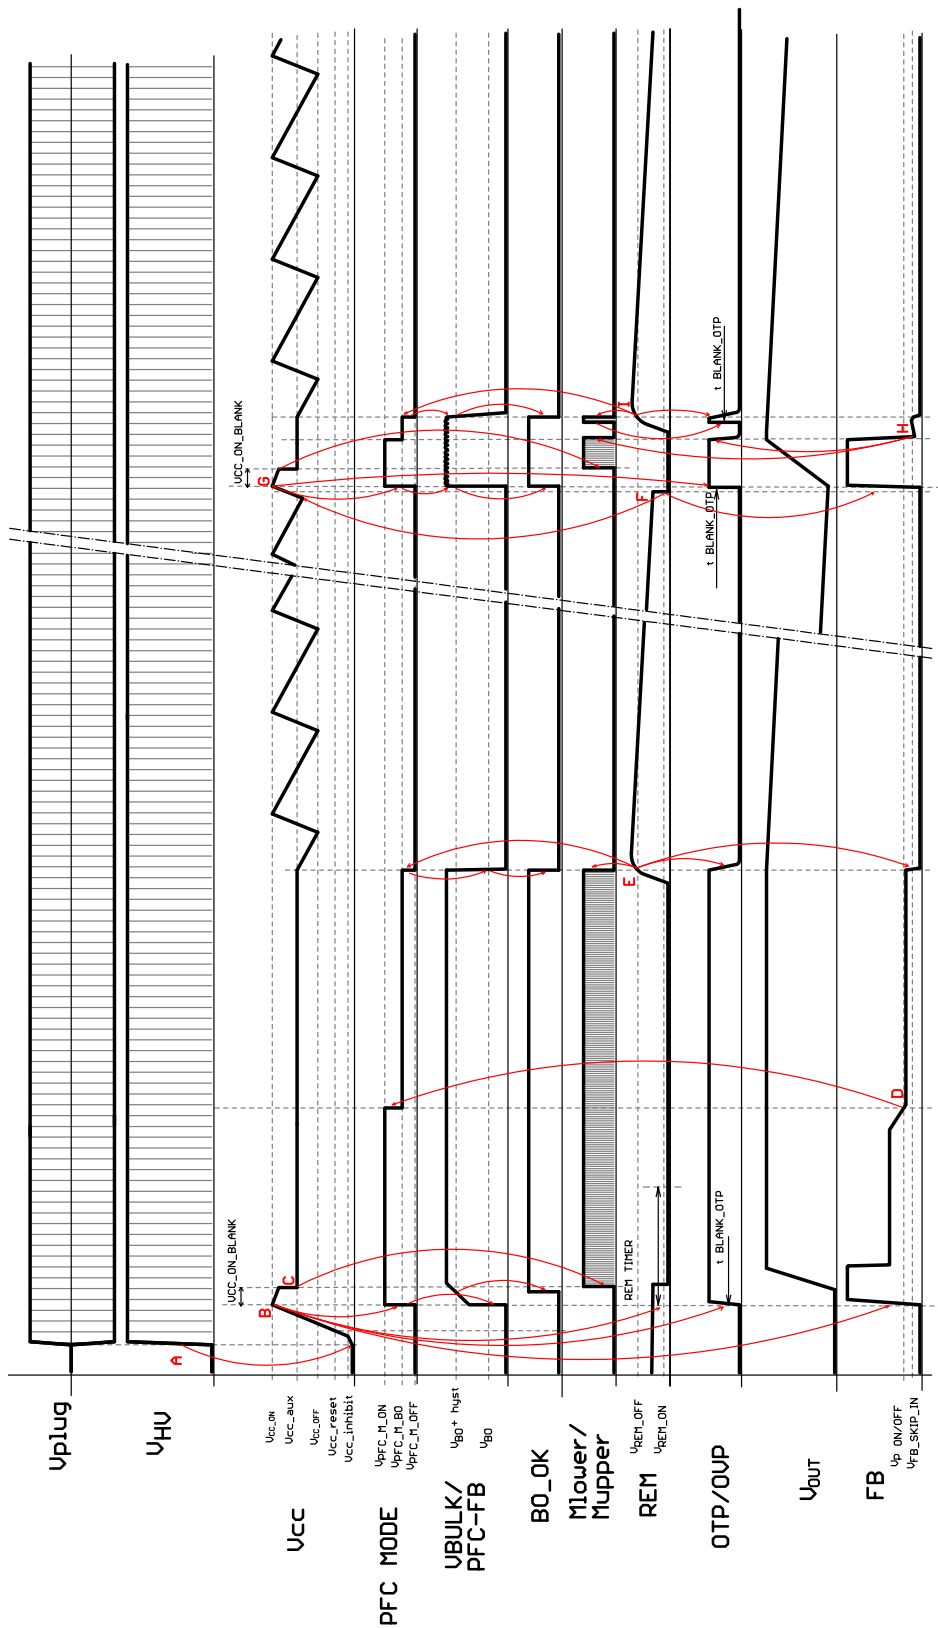 Vplug
VHV
VCC_ON
Vcc_aux
VCC_OFF
Vcc_reset
Vcc_inhibit
Vcc
VPFC_M_ON
VPFC_M_BO
VPFC_M_OFF
PFC MODE
VBO + hyst
VBO
VBULK/
PFC-FB
BO_OK
Mlower/
Mupper
VREM_OFF
VREM_ON
REM
OTP/OVP
VOUT
VP ON/OFF
VFB_SKIP_IN
FB
A
B
C
D
E
F
G
H
I
VCC_ON_BLANK
VCC_ON_BLANK
REM TIMER
t BLANK_OTP
t BLANK_OTP
t BLANK_OTP